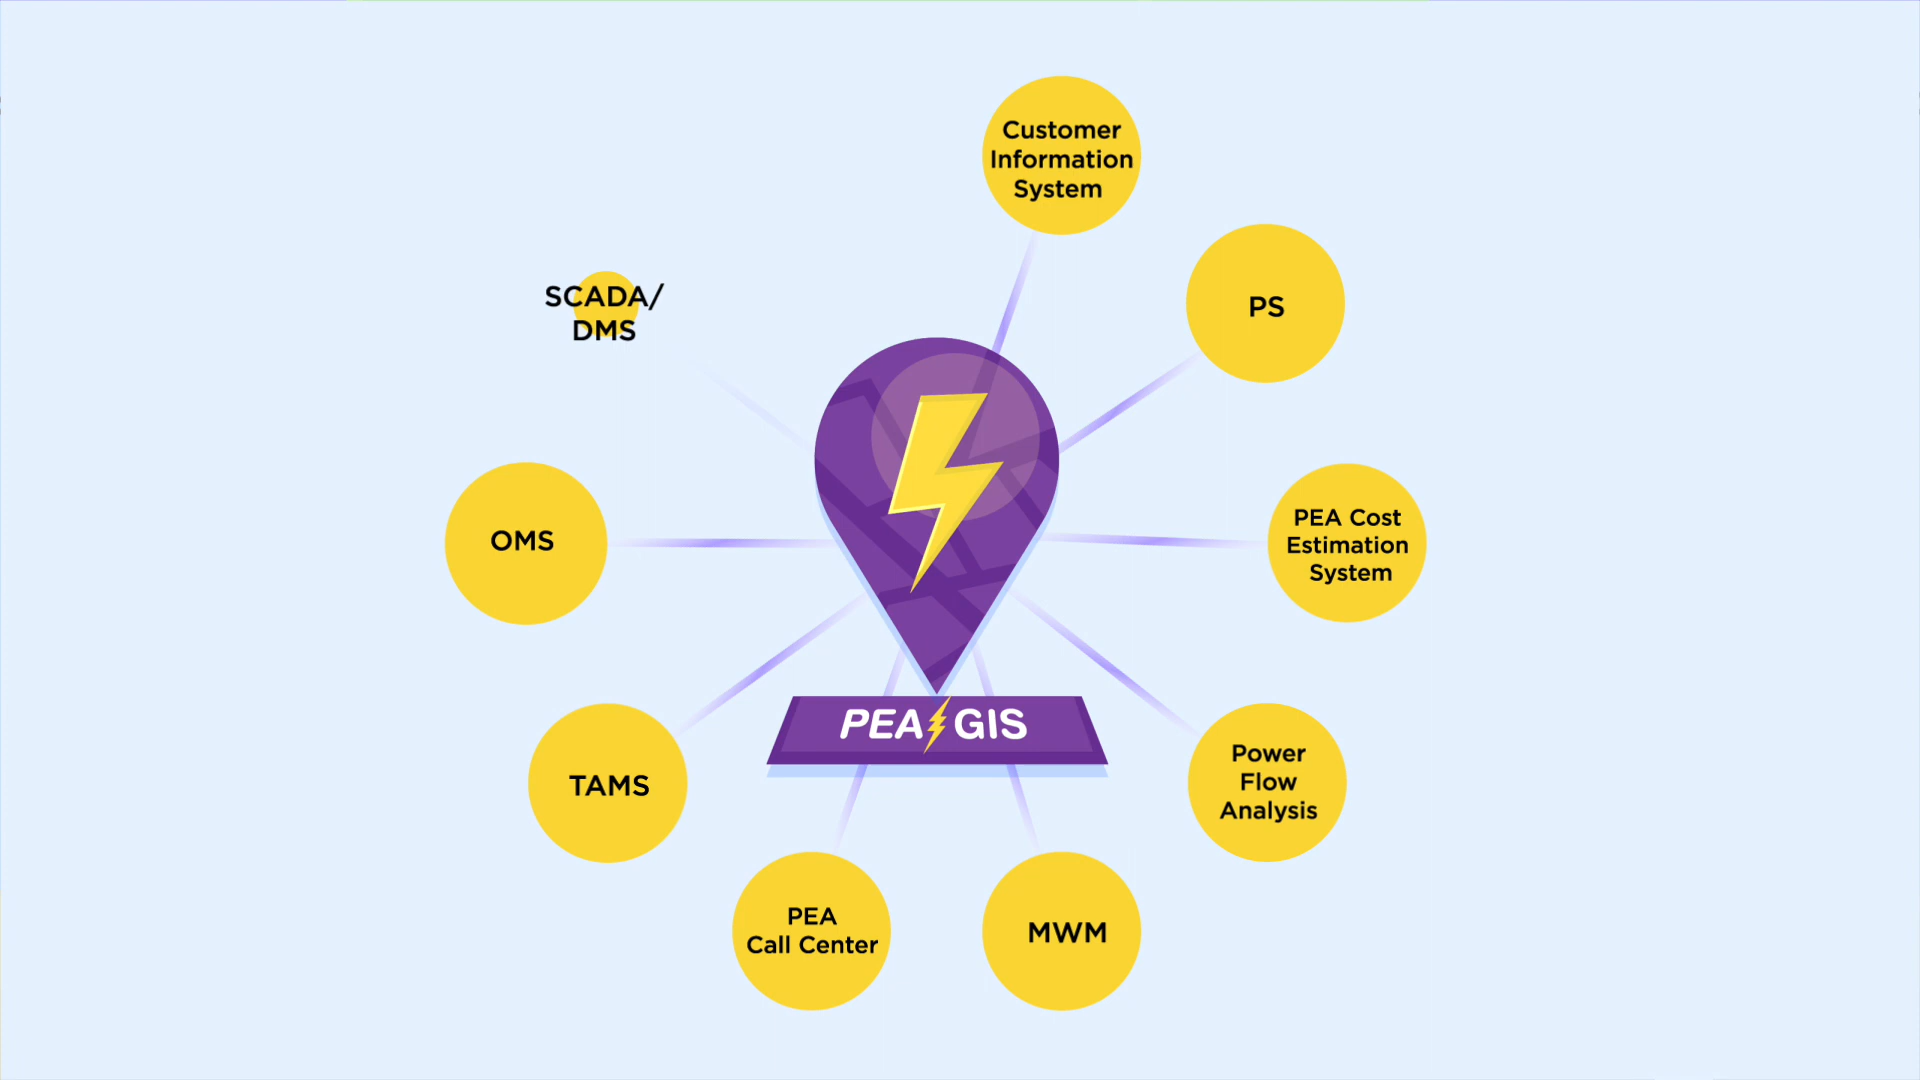 Customer
Information
System
PS
SCADA/
DMS
OMS
PEA Cost
Estimation
System
PEA GIS
TAMS
Power
Flow
Analysis
PEA
Call Center
MWM